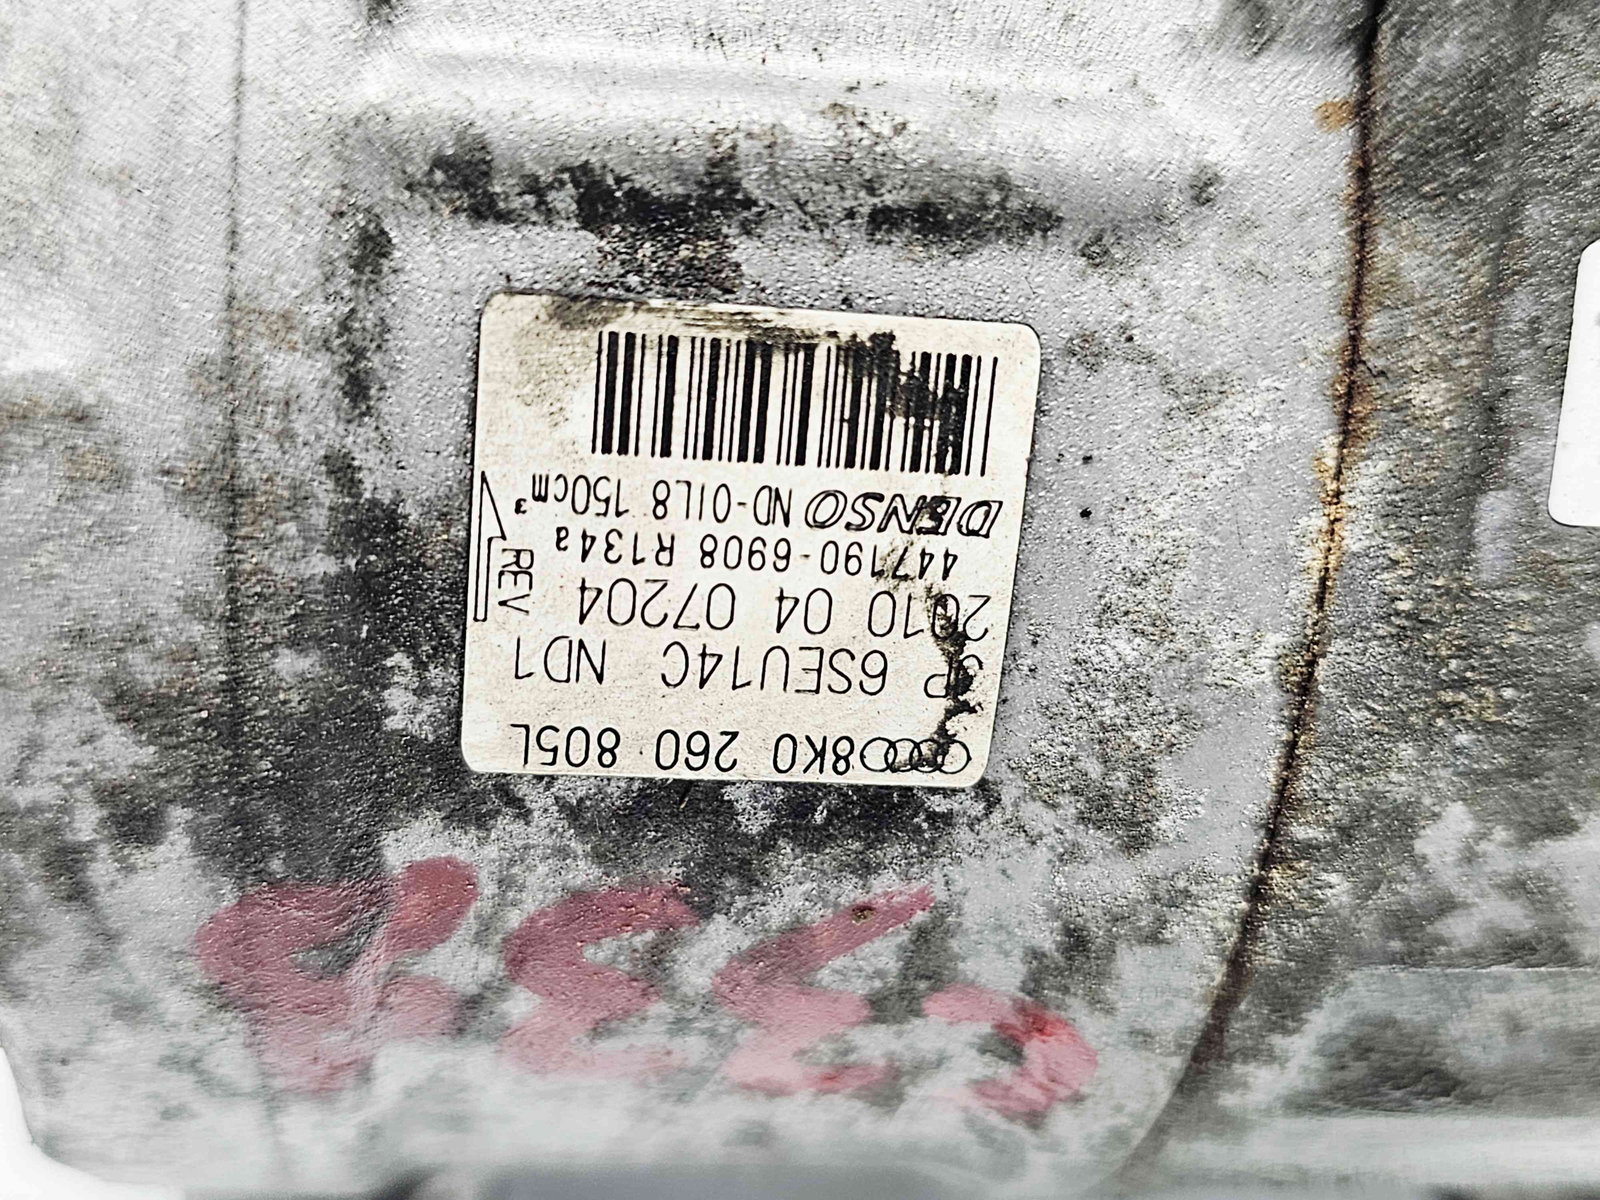 8K0 260 805L
6SEU14C ND1
2010 04 07204
447190-6908 R134a
DENSO ND-OIL8 150cm³
REV